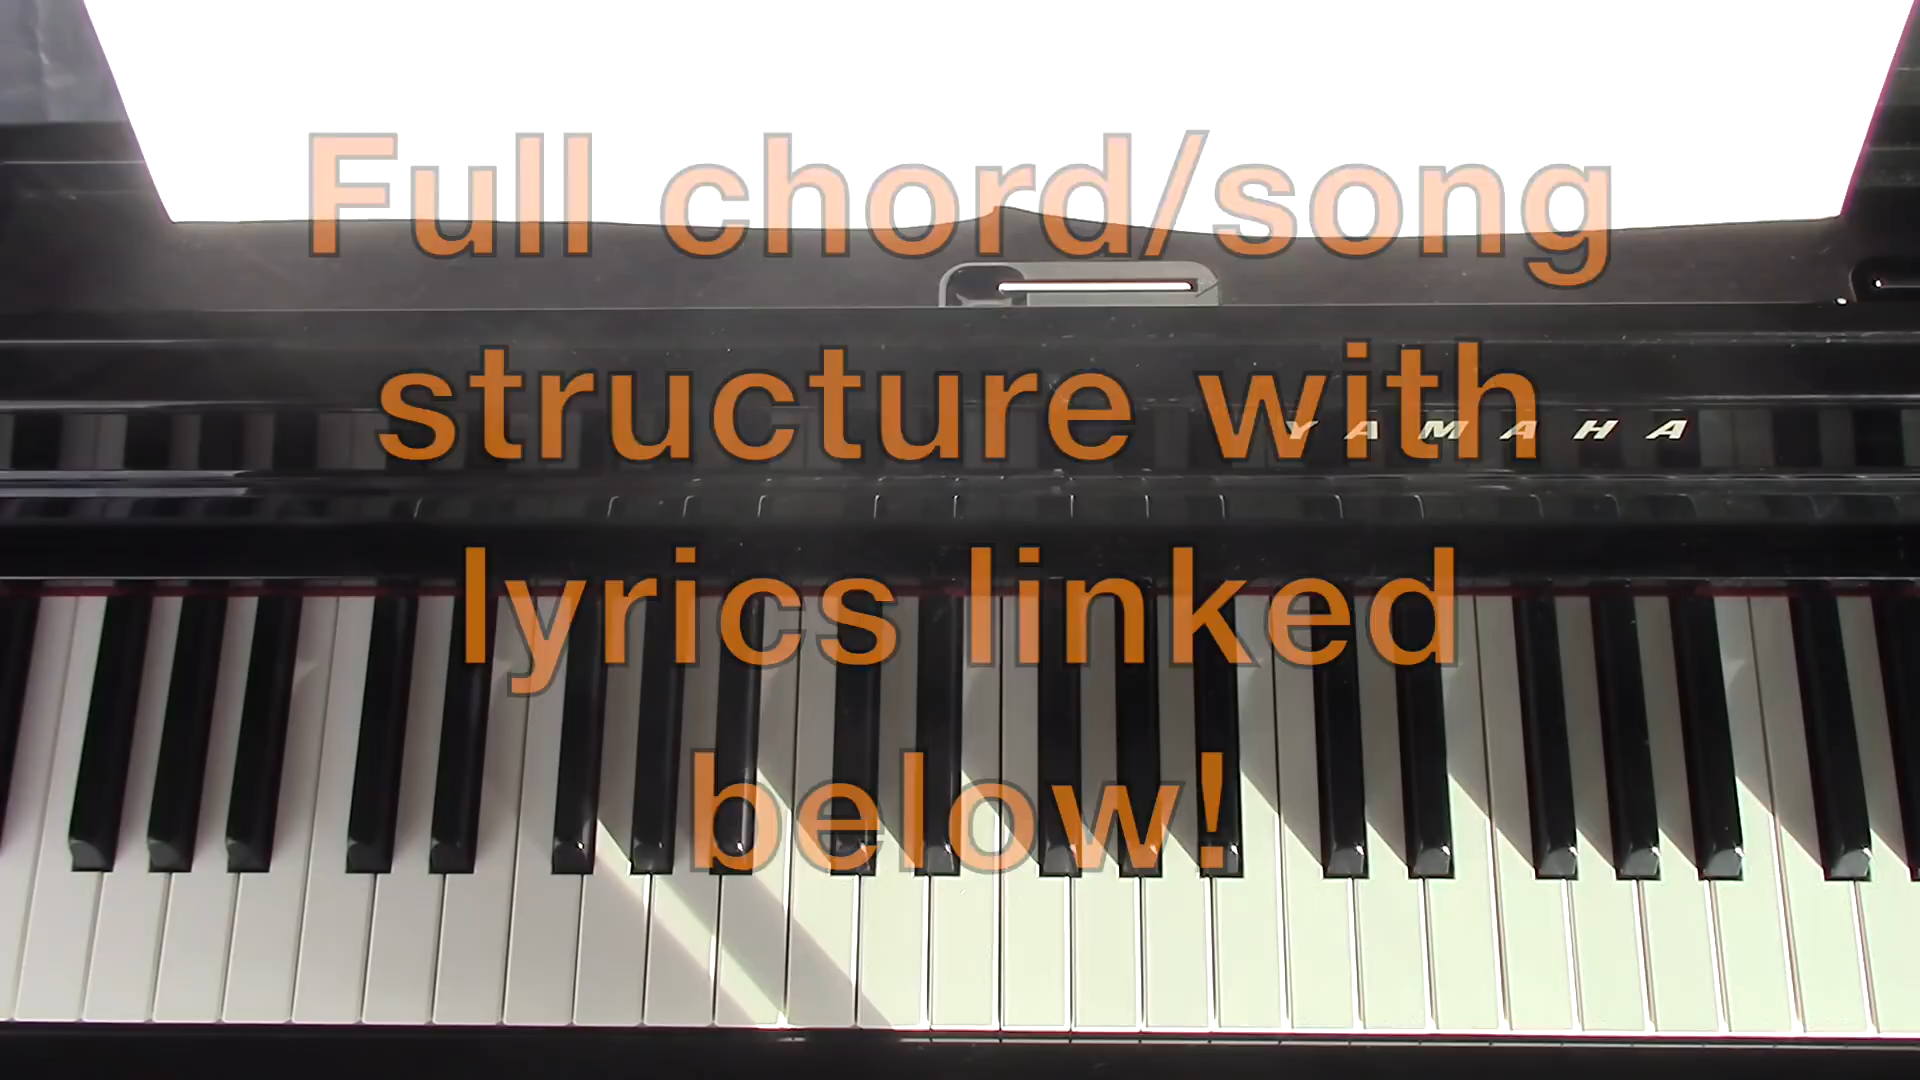 Full chord/song
structure with
YAMAHA
lyrics linked
below!